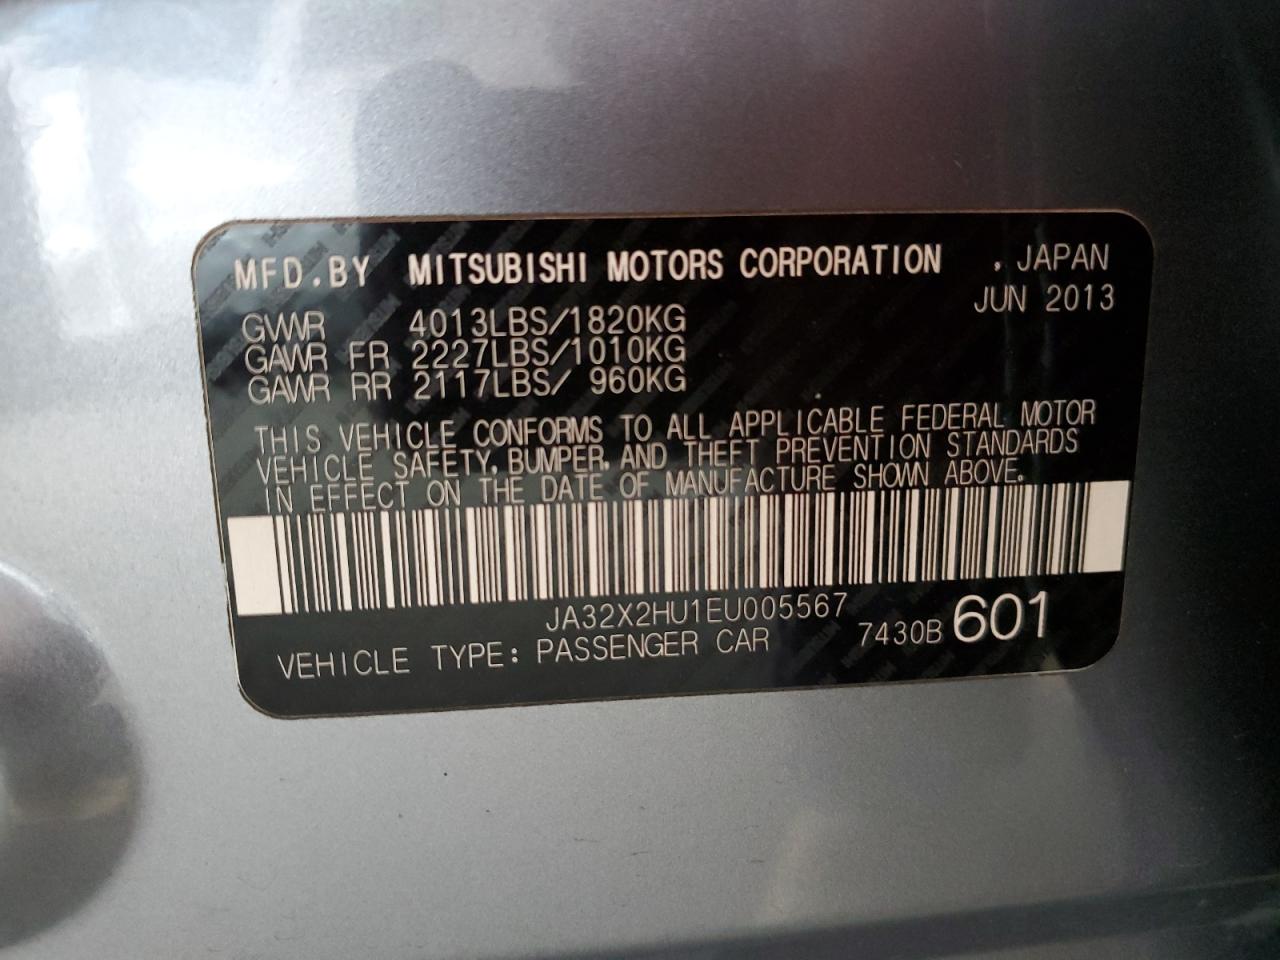 MFD.BY MITSUBISHI MOTORS CORPORATION . JAPAN
JUN 2013
GVWR 4013LBS/1820KG
GAWR FR 2227LBS/1010KG
GAWR RR 2117LBS/ 960KG
THIS VEHICLE CONFORMS TO ALL APPLICABLE FEDERAL MOTOR
VEHICLE SAFETY, BUMPER, AND THEFT PREVENTION STANDARDS
IN EFFECT ON THE DATE OF MANUFACTURE SHOWN ABOVE.
JA32X2HU1EU005567
7430B 601
VEHICLE TYPE: PASSENGER CAR